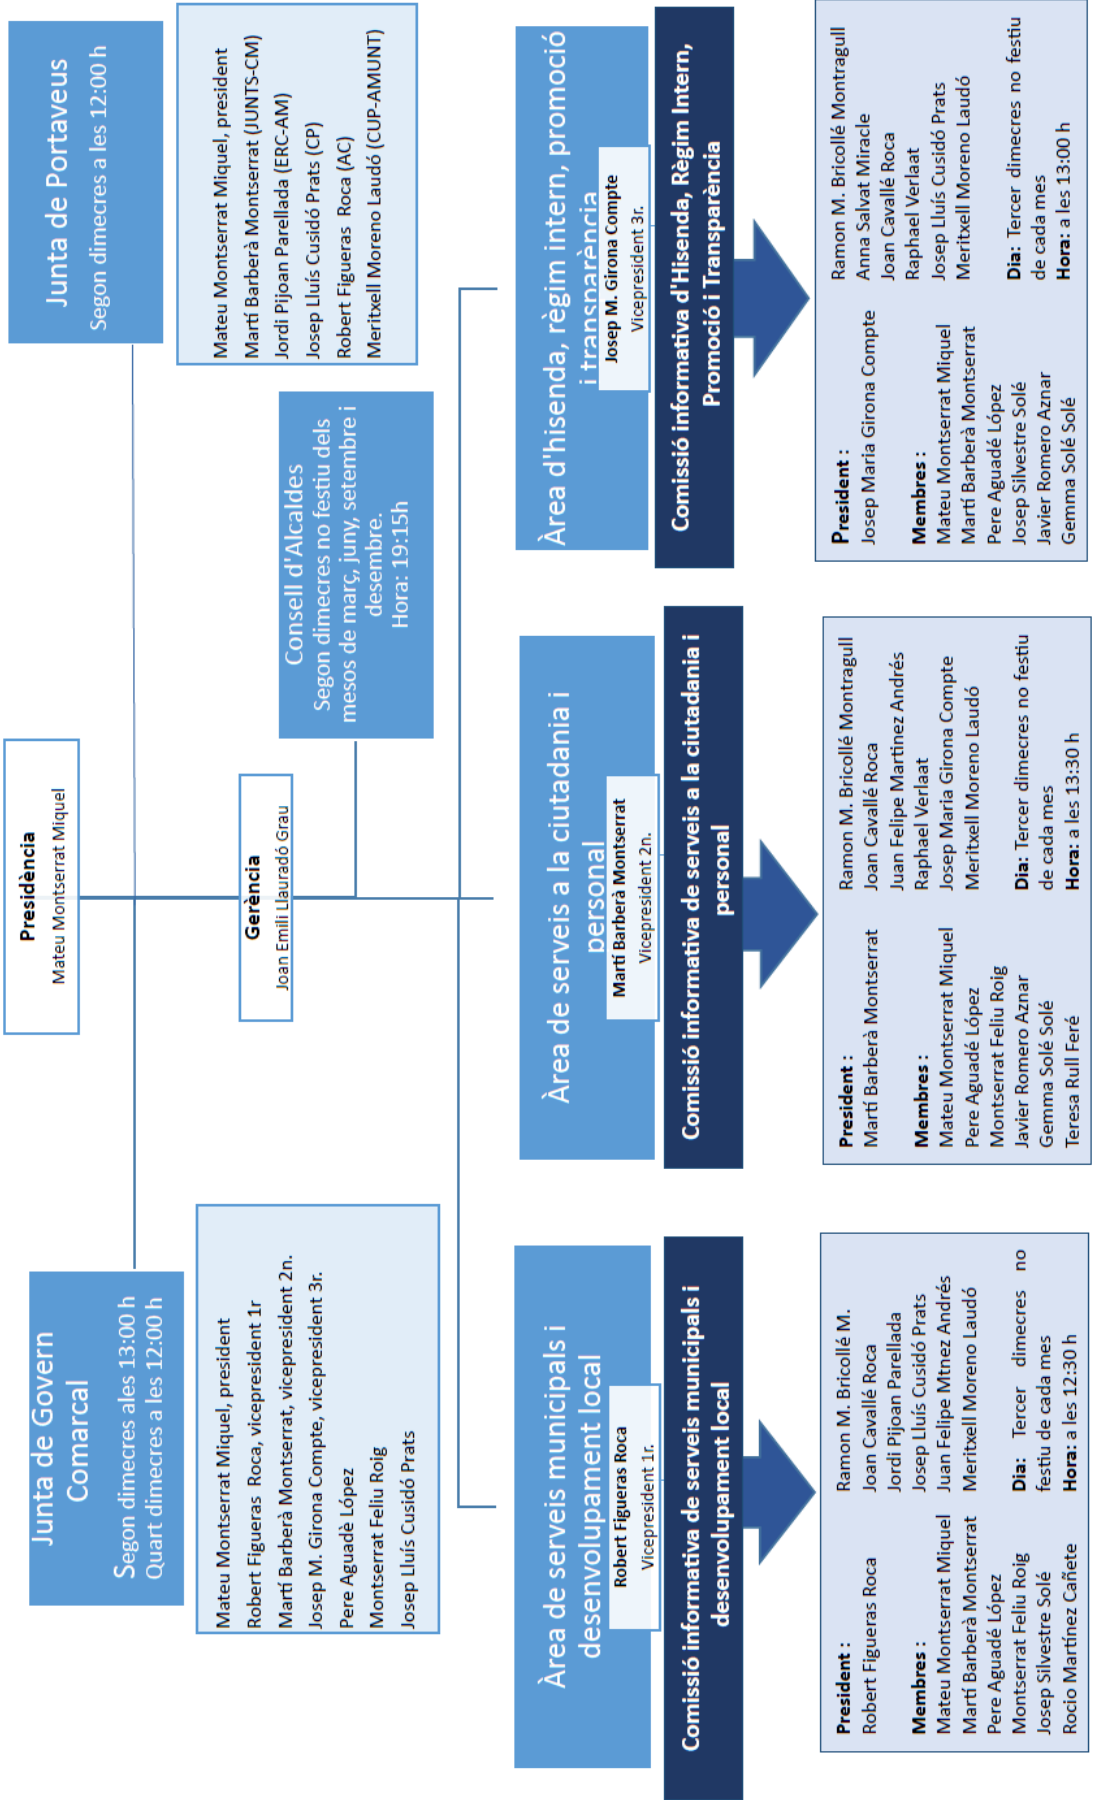 Presidència
Mateu Montserrat Miquel
Junta de Govern
Comarcal
Segon dimecres ales 13:00 h
Quart dimecres a les 12:00 h
Junta de Portaveus
Segon dimecres a les 12:00 h
Mateu Montserrat Miquel, president
Robert Figueras  Roca, vicepresident 1r
Martí Barberà Montserrat, vicepresident 2n.
Josep M. Girona Compte, vicepresident 3r.
Pere Aguadè López
Montserrat Feliu Roig
Josep Lluís Cusidó Prats
Mateu Montserrat Miquel, president
Martí Barberà Montserrat (JUNTS-CM)
Jordi Pijoan Parellada (ERC-AM)
Josep Lluís Cusidó Prats (CP)
Robert Figueras  Roca (AC)
Meritxell Moreno Laudó (CUP-AMUNT)
Gerència
Joan Emili Llauradó Grau
Consell d'Alcaldes
Segon dimecres no festiu dels
mesos de març, juny, setembre i
desembre.
Hora: 19:15h
Àrea de serveis municipals i
desenvolupament local
Robert Figueras Roca
Vicepresident 1r.
Comissió informativa de serveis municipals i
desenvolupament local
President :
Robert Figueras Roca
Membres :
Mateu Montserrat Miquel
Martí Barberà Montserrat
Pere Aguadé López
Montserrat Feliu Roig
Josep Silvestre Solé
Rocio Martínez Cañete
Ramon M. Bricollé M.
Joan Cavallé Roca
Jordi Pijoan Parellada
Josep Lluís Cusidó Prats
Juan Felipe Mtnez Andrés
Meritxell Moreno Laudó
Dia: Tercer dimecres no
festiu de cada mes
Hora: a les 12:30 h
Àrea de serveis a la ciutadania i
personal
Martí Barberà Montserrat
Vicepresident 2n.
Comissió informativa de serveis a la ciutadania i
personal
President :
Martí Barberà Montserrat
Membres :
Mateu Montserrat Miquel
Pere Aguadé López
Montserrat Feliu Roig
Javier Romero Aznar
Gemma Solé Solé
Teresa Rull Feré
Ramon M. Bricollé Montragull
Joan Cavallé Roca
Juan Felipe Martinez Andrés
Raphael Verlaat
Josep Maria Girona Compte
Meritxell Moreno Laudó
Dia: Tercer dimecres no festiu
de cada mes
Hora: a les 13:30 h
Àrea d'hisenda, règim intern, promoció
i transparència
Josep M. Girona Compte
Vicepresident 3r.
Comissió informativa d'Hisenda, Règim Intern,
Promoció i Transparència
President :
Josep Maria Girona Compte
Membres :
Mateu Montserrat Miquel
Martí Barberà Montserrat
Pere Aguadé López
Josep Silvestre Solé
Javier Romero Aznar
Gemma Solé Solé
Ramon M. Bricollé Montragull
Anna Salvat Miracle
Joan Cavallé Roca
Raphael Verlaat
Josep Lluís Cusidó Prats
Meritxell Moreno Laudó
Dia: Tercer dimecres no festiu
de cada mes
Hora: a les 13:00 h